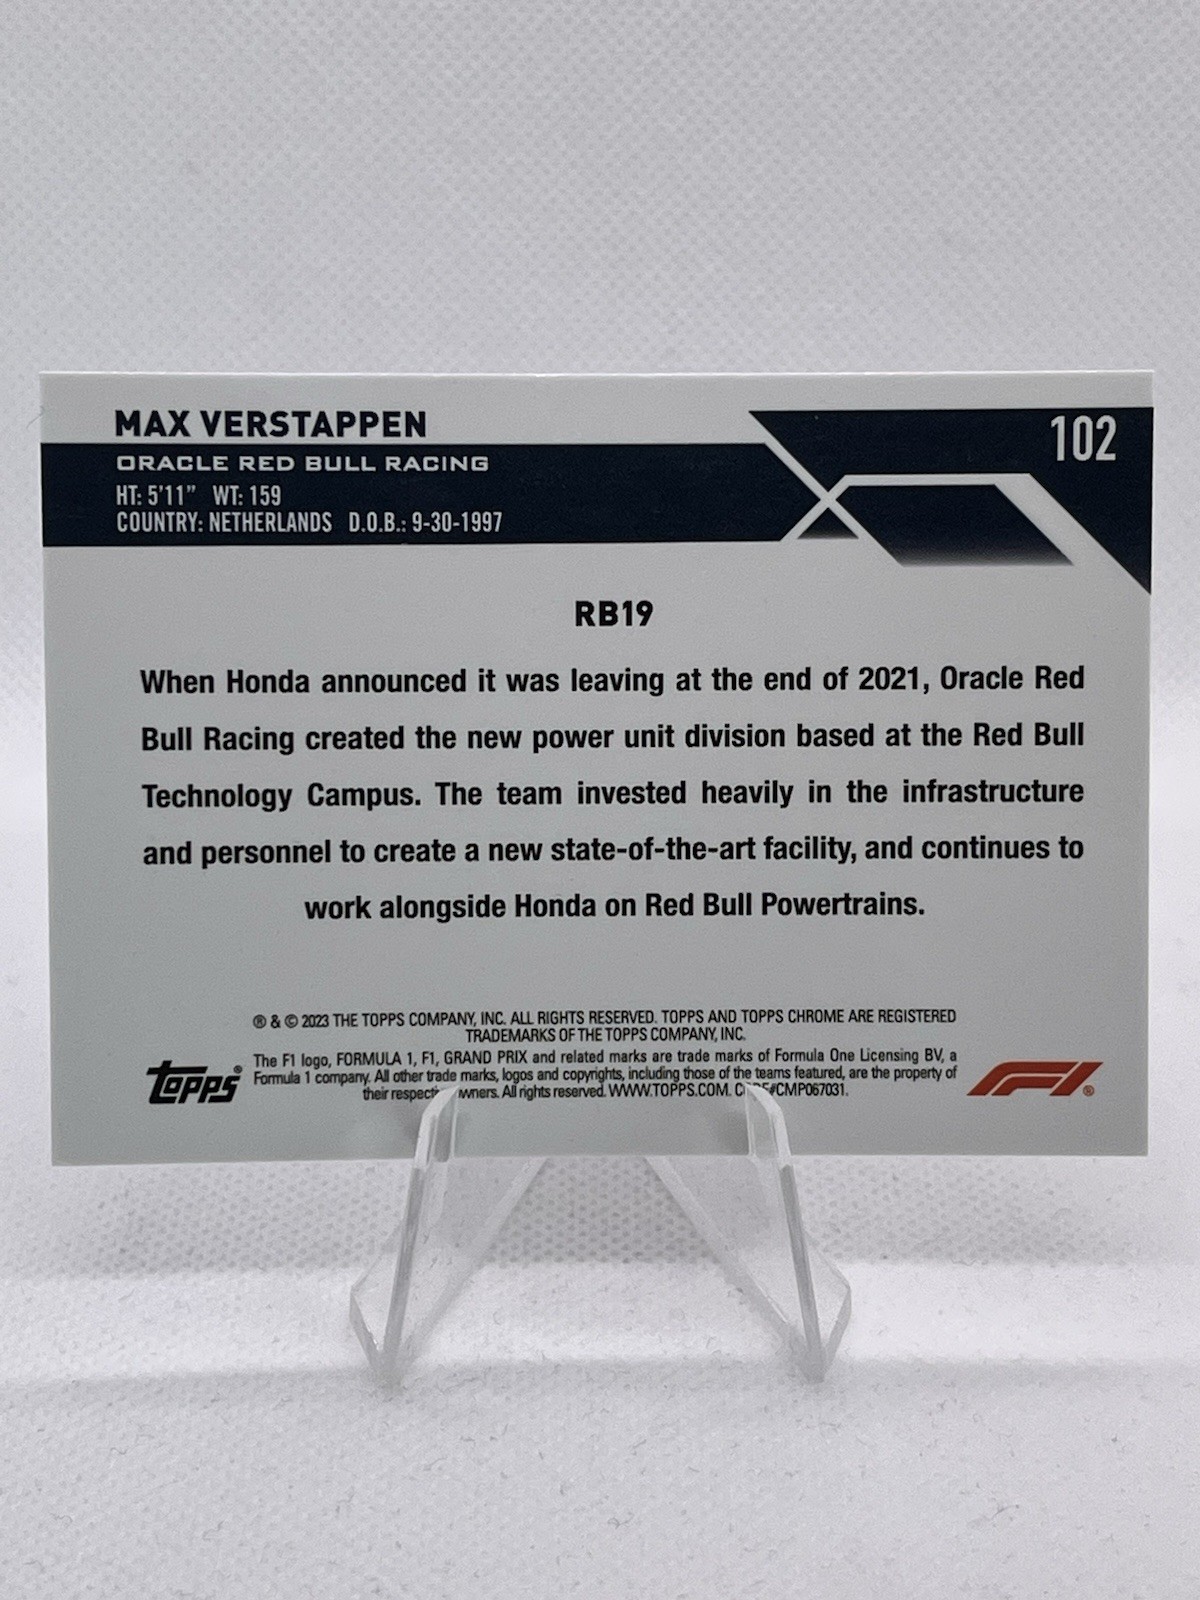 MAX VERSTAPPEN
102
ORACLE RED BULL RACING
HT: 5'11" WT: 159
COUNTRY: NETHERLANDS D.O.B.: 9-30-1997
RB19
When Honda announced it was leaving at the end of 2021, Oracle Red
Bull Racing created the new power unit division based at the Red Bull
Technology Campus. The team invested heavily in the infrastructure
and personnel to create a new state-of-the-art facility, and continues to
work alongside Honda on Red Bull Powertrains.
® & © 2023 THE TOPPS COMPANY, INC. ALL RIGHTS RESERVED. TOPPS AND TOPPS CHROME ARE REGISTERED
TRADEMARKS OF THE TOPPS COMPANY, INC.
The F1 logo, FORMULA 1, F1, GRAND PRIX and related marks are trade marks of Formula One Licensing BV, a
Formula 1 company. All other trade marks, logos and copyrights, including those of the teams featured, are the property of
their All rights reserved. WWW.TOPPS.COM. #CMP067031.
Topps®
F1®